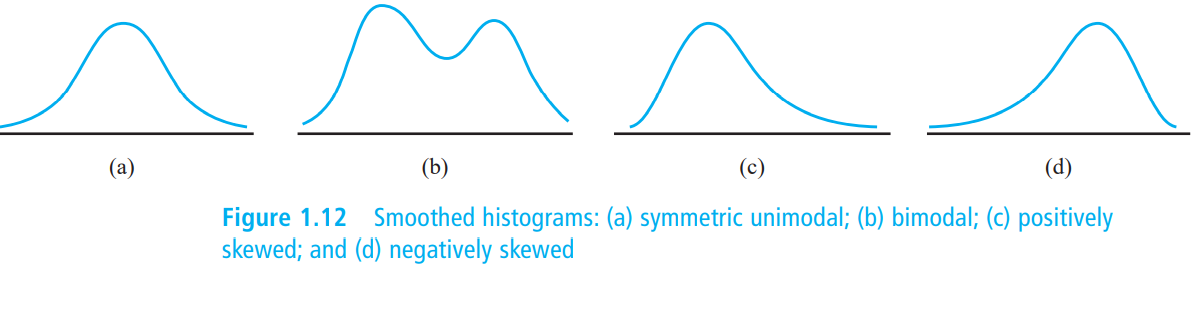 (a) (b) (c) (d)
Figure 1.12 Smoothed histograms: (a) symmetric unimodal; (b) bimodal; (c) positively
skewed; and (d) negatively skewed